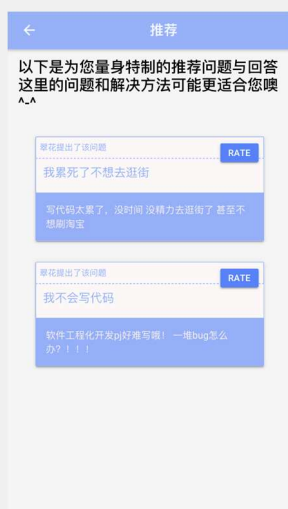 推荐
以下是为您量身特制的推荐问题与回答
这里的问题和解决方法可能更适合您噢
^-^
翠花提出了该问题
RATE
我累死了不想去逛街
写代码太累了、没时间 没精力去逛街了 甚至不
想刷淘宝
翠花提出了该问题
RATE
我不会写代码
软件工程化开发pj好难写哦！ 一堆bug怎么
办？！！！